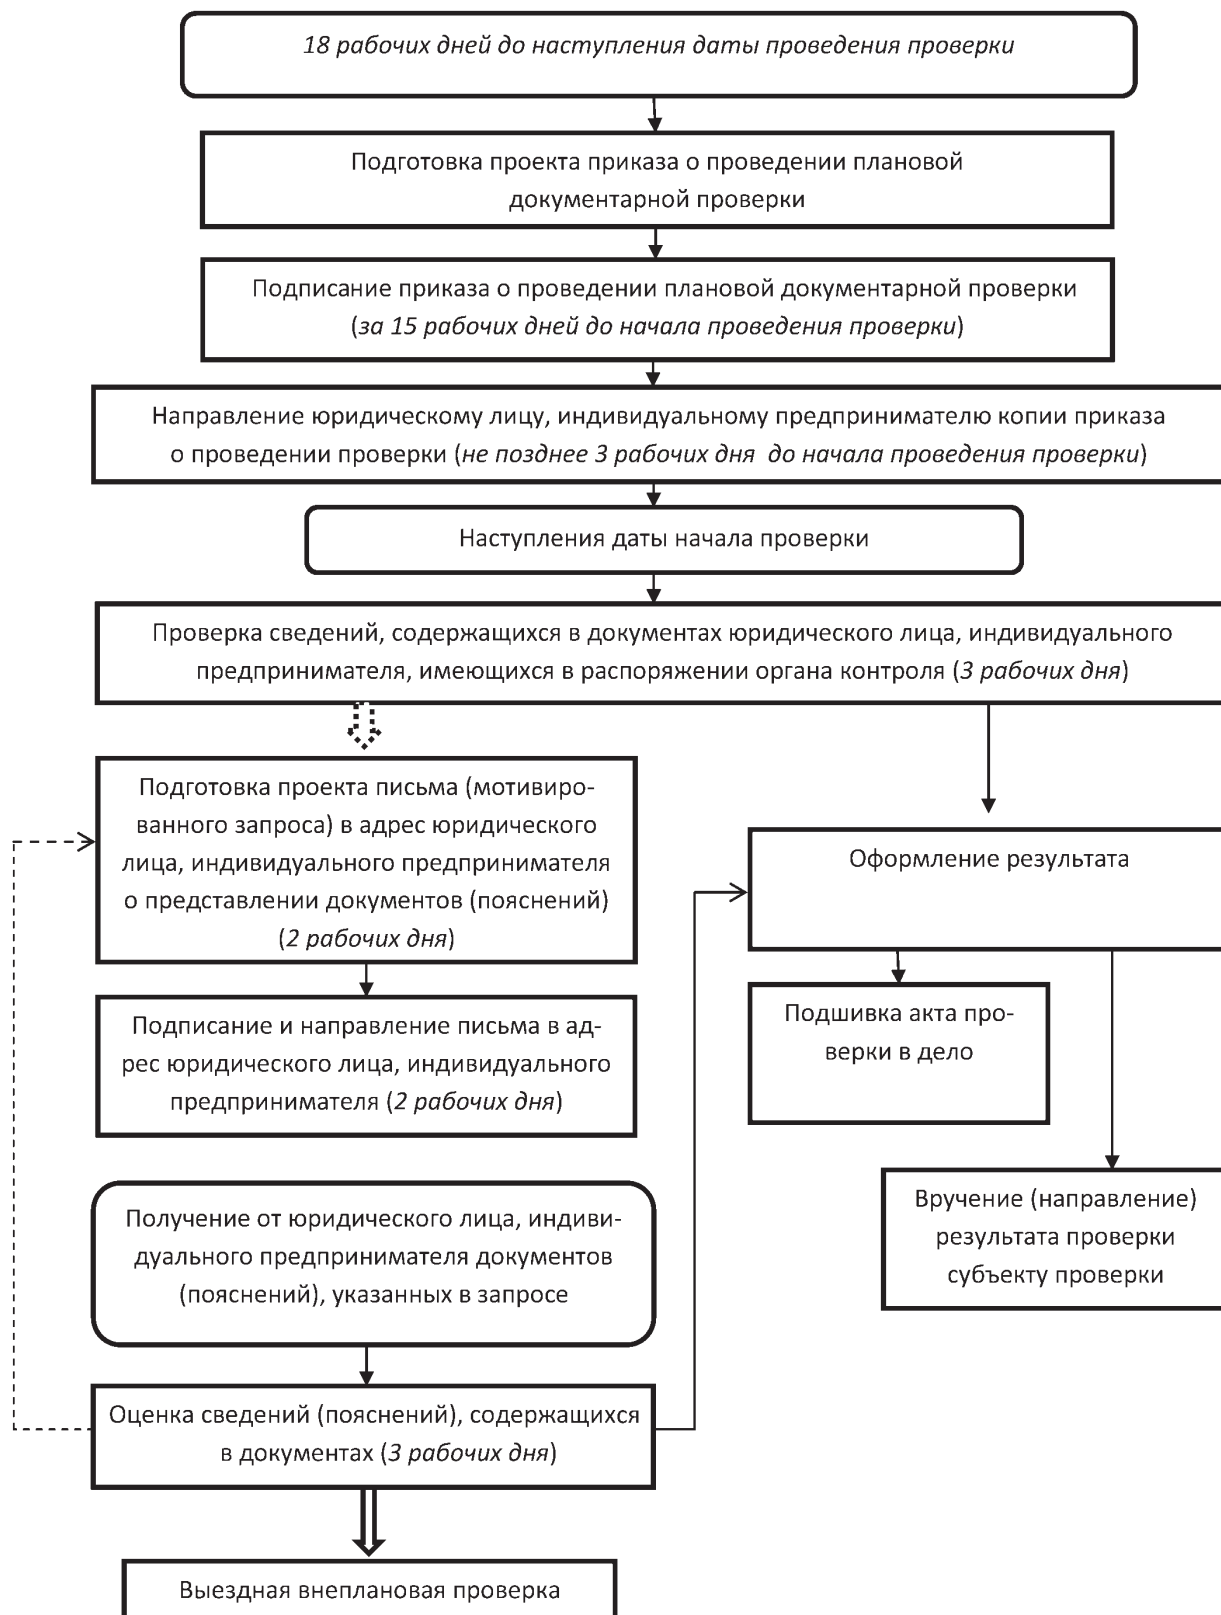 18 рабочих дней до наступления даты проведения проверки
Подготовка проекта приказа о проведении плановой
документарной проверки
Подписание приказа о проведении плановой документарной проверки
(за 15 рабочих дней до начала проведения проверки)
Направление юридическому лицу, индивидуальному предпринимателю копии приказа
о проведении проверки (не позднее 3 рабочих дня до начала проведения проверки)
Наступления даты начала проверки
Проверка сведений, содержащихся в документах юридического лица, индивидуального
предпринимателя, имеющихся в распоряжении органа контроля (3 рабочих дня)
Подготовка проекта письма (мотивиро-
ванного запроса) в адрес юридического
лица, индивидуального предпринимателя
о представлении документов (пояснений)
(2 рабочих дня)
Оформление результата
Подписание и направление письма в ад-
рес юридического лица, индивидуального
предпринимателя (2 рабочих дня)
Подшивка акта про-
верки в дело
Получение от юридического лица, индиви-
дуального предпринимателя документов
(пояснений), указанных в запросе
Вручение (направление)
результата проверки
субъекту проверки
Оценка сведений (пояснений), содержащихся
в документах (3 рабочих дня)
Выездная внеплановая проверка